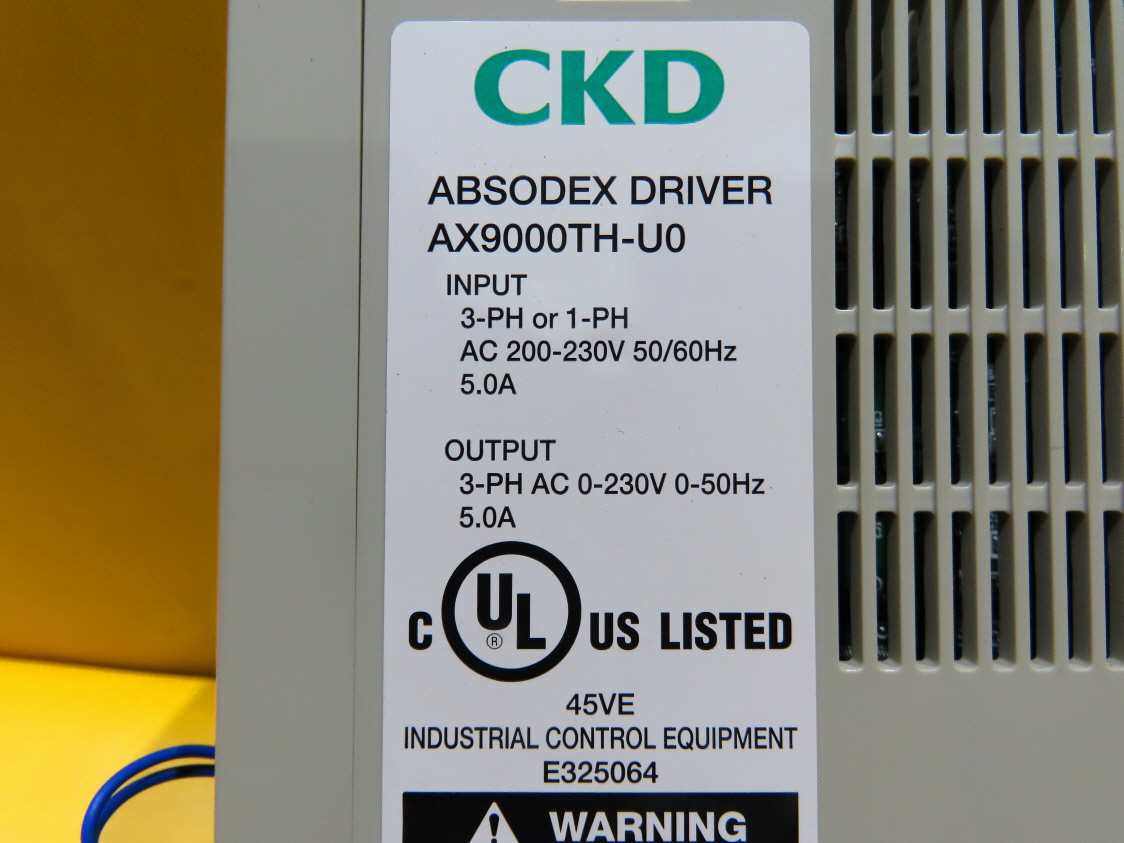 CKD
ABSODEX DRIVER
AX9000TH-U0
INPUT
3-PH or 1-PH
AC 200-230V 50/60Hz
5.0A
OUTPUT
3-PH AC 0-230V 0-50Hz
5.0A
C UL ® US LISTED
45VE
INDUSTRIAL CONTROL EQUIPMENT
E325064
WARNING